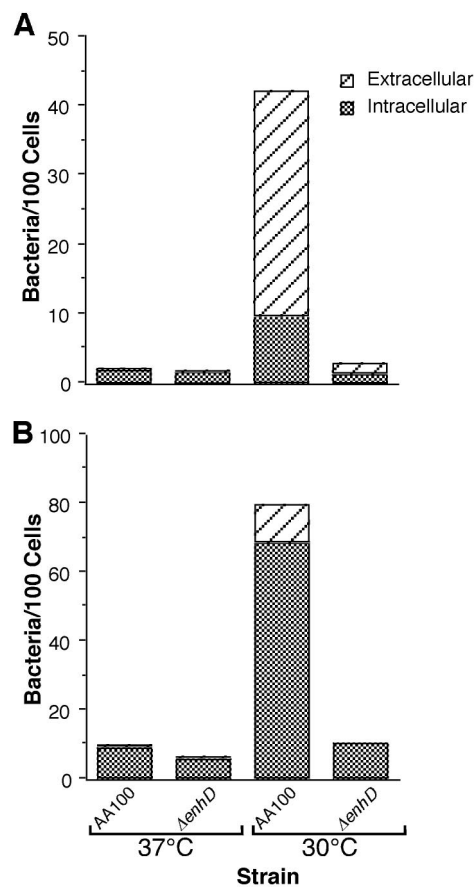 A
50
40
30
20
10
0
Bacteria/100 Cells
Extracellular
Intracellular
B
100
80
60
40
20
0
Bacteria/100 Cells
AA100
ΔenhD
AA100
ΔenhD
37°C
30°C
Strain